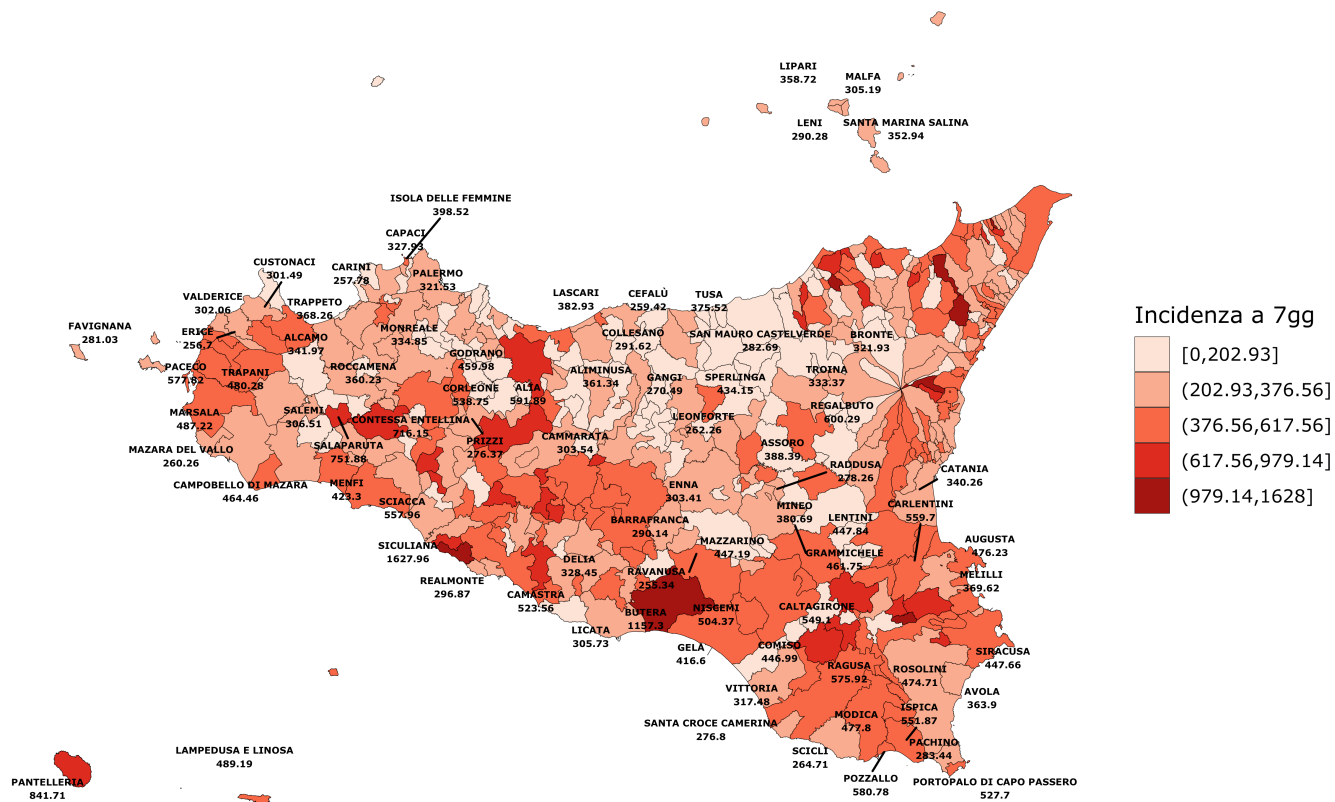 LIPARI
358.72
MALFA
305.19
LENI
290.28
SANTA MARINA SALINA
352.94
ISOLA DELLE FEMMINE
398.52
CAPACI
327.93
CUSTONACI
301.49
CARINI
257.78
PALERMO
321.53
VALDERICE
302.06
TRAPPETO
368.26
LASCARI
382.93
CEFALÙ
259.42
TUSA
375.52
FAVIGNANA
281.03
ERICE
256.7
ALCAMO
341.97
MONREALE
334.85
COLLESANO
291.62
SAN MAURO CASTELVERDE
282.69
BRONTE
321.93
GODRANO
459.98
PACECO
577.82
TRAPANI
480.28
ROCCAMENA
360.23
CORLEONE
538.75
ALIA
591.89
ALIMINUSA
361.34
GANGI
270.49
SPERLINGA
434.15
TROINA
333.37
MARSALA
487.22
SALEMI
306.51
CONTESSA ENTELLINA
716.15
LEONFORTE
262.26
REGALBUTO
600.29
MAZARA DEL VALLO
260.26
SALAPARUTA
751.88
PRIZZI
276.37
CAMMARATA
303.54
ASSORO
388.39
RADDUSA
278.26
CATANIA
340.26
CAMPOBELLO DI MAZARA
464.46
MENFI
423.3
SCIACCA
557.96
ENNA
303.41
MINEO
380.69
LENTINI
447.84
CARLENTINI
559.7
BARRAFRANCA
290.14
SICULIANA
1627.96
MAZZARINO
447.19
GRAMMICHELE
461.75
AUGUSTA
476.23
DELIA
328.45
RAVANUSA
255.34
MELILLI
369.62
REALMONTE
296.87
CAMASTRA
523.56
BUTERA
1157.3
NISCEMI
504.37
CALTAGIRONE
549.1
LICATA
305.73
GELA
416.6
COMISO
446.99
SIRACUSA
447.66
RAGUSA
575.92
ROSOLINI
474.71
VITTORIA
317.48
AVOLA
363.9
SANTA CROCE CAMERINA
276.8
MODICA
477.8
ISPICA
551.87
SCICLI
264.71
PACHINO
283.44
POZZALLO
580.78
PORTOPALO DI CAPO PASSERO
527.7
LAMPEDUSA E LINOSA
489.19
PANTELLERIA
841.71
Incidenza a 7gg
[0,202.93]
(202.93,376.56]
(376.56,617.56]
(617.56,979.14]
(979.14,1628]